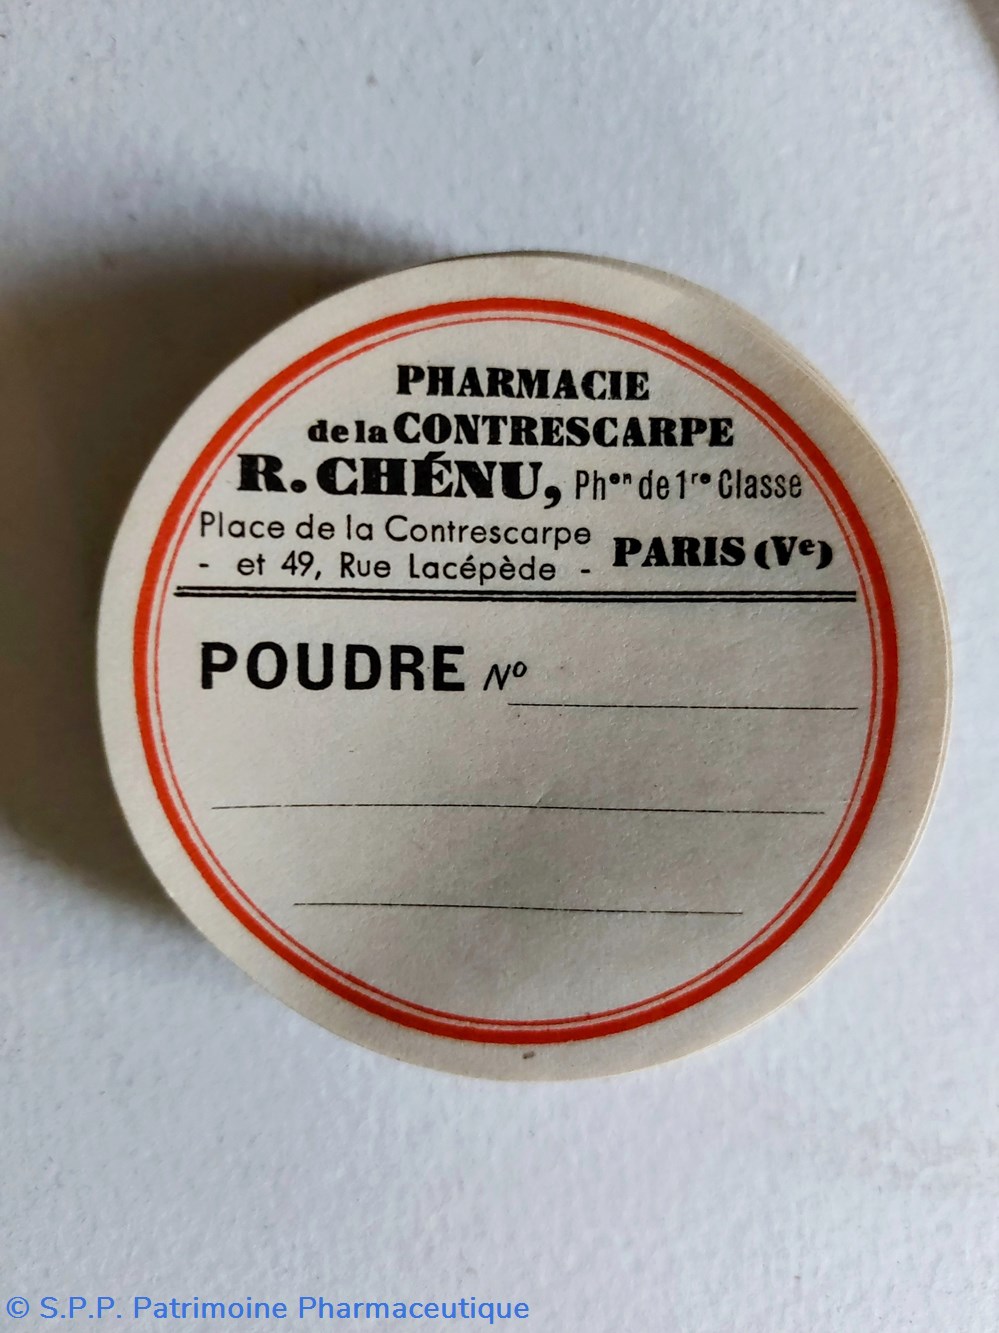 PHARMACIE
de la CONTRESCARPE
R. CHÉNU, Phᵉⁿ de 1ʳᵉ Classe
Place de la Contrescarpe
- et 49, Rue Lacépède -
PARIS (Vᵉ)
POUDRE Nº
© S.P.P. Patrimoine Pharmaceutique